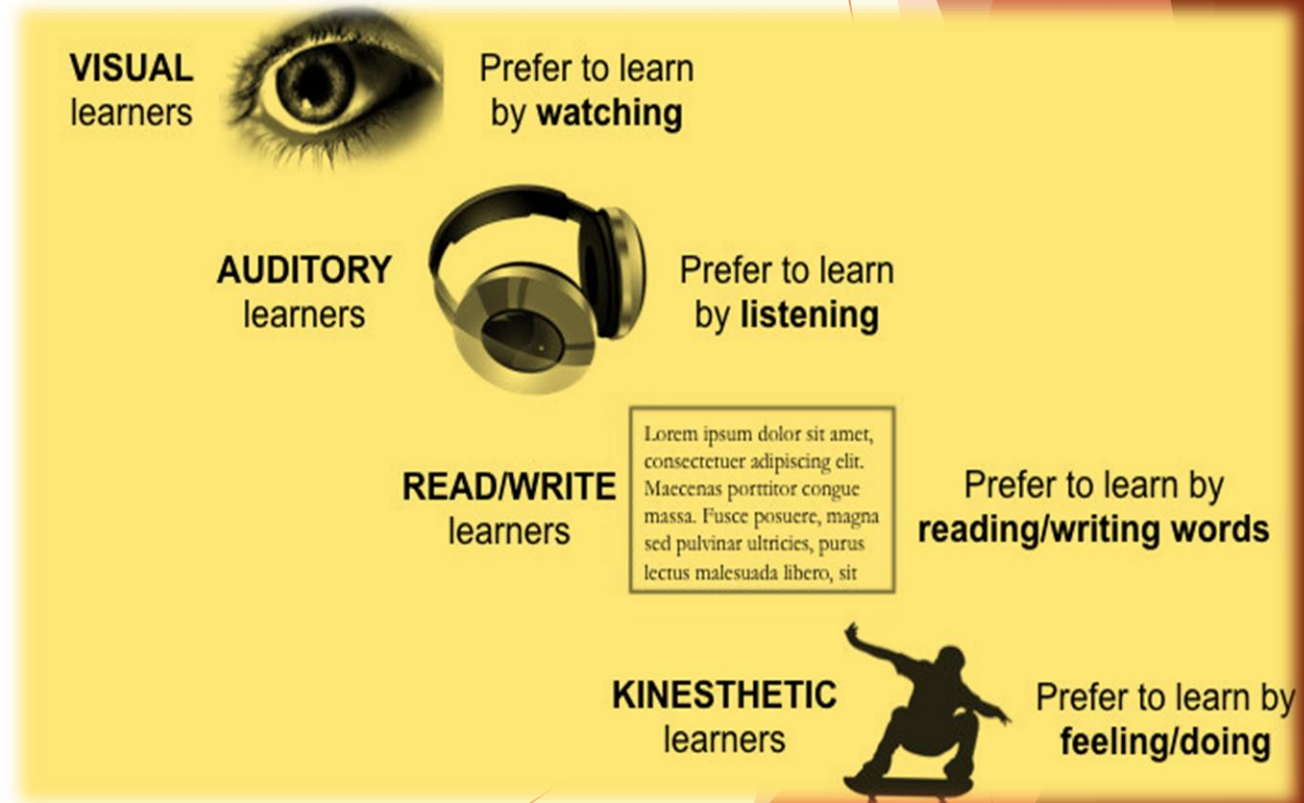 VISUAL
learners
Prefer to learn
by watching
AUDITORY
learners
Prefer to learn
by listening
READ/WRITE
learners
Lorem ipsum dolor sit amet,
consectetuer adipiscing elit.
Maecenas porttitor congue
massa. Fusce posuere, magna
sed pulvinar ultricies, purus
lectus malesuada libero, sit
Prefer to learn by
reading/writing words
KINESTHETIC
learners
Prefer to learn by
feeling/doing